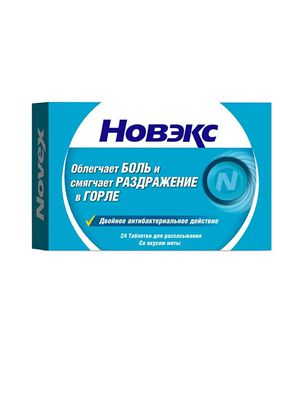 Novex
НОВЭКС
Облегчает БОЛЬ и
смягчает РАЗДРАЖЕНИЕ
в ГОРЛЕ
N
Двойное антибактериальное действие
24 Таблетки для рассасывания
Со вкусом мяты